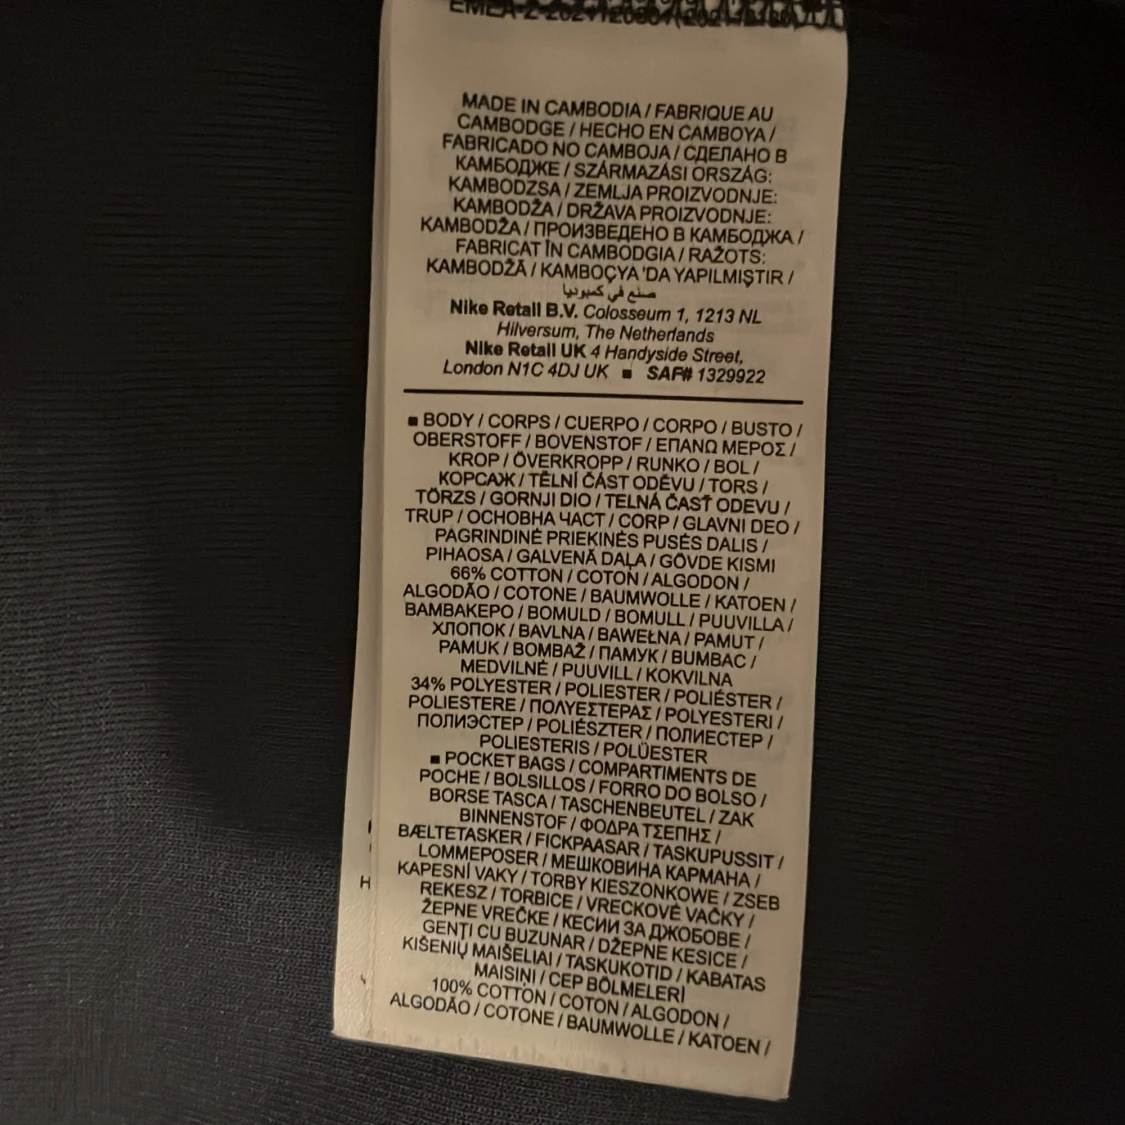 MADE IN CAMBODIA / FABRIQUE AU
CAMBODGE / HECHO EN CAMBOYA /
FABRICADO NO CAMBOJA / СДЕЛАНО В
КАМБОДЖЕ / SZÁRMAZÁSI ORSZÁG:
KAMBODZSA / ZEMLJA PROIZVODNJE:
KAMBODŽA / DRŽAVA PROIZVODNJE:
KAMBODŽA / ПРОИЗВЕДЕНО В КАМБОДЖА /
FABRICAT ÎN CAMBODGIA / RAŽOTS:
KAMBODŽĀ / KAMBOÇYA 'DA YAPILMIŞTIR /
صنع في كمبوديا
Nike Retail B.V. Colosseum 1, 1213 NL
Hilversum, The Netherlands
Nike Retail UK 4 Handyside Street,
London N1C 4DJ UK ■ SAF# 1329922
■ BODY / CORPS / CUERPO / CORPO / BUSTO /
OBERSTOFF / BOVENSTOF / ΕΠΑΝΩ ΜΕΡΟΣ /
KROP / ÖVERKROPP / RUNKO / BOL /
КОРСАЖ / TĚLNÍ ČÁST ODĚVU / TORS /
TÖRZS / GORNJI DIO / TELNÁ ČASŤ ODEVU /
TRUP / ОСНОВНА ЧАСТ / CORP / GLAVNI DEO /
PAGRINDINĖ PRIEKINĖS PUSĖS DALIS /
PIHAOSA / GALVENĀ DAĻA / GÖVDE KISMI
66% COTTON / COTON / ALGODON /
ALGODÃO / COTONE / BAUMWOLLE / KATOEN /
ΒΑΜΒΑΚΕΡΟ / BOMULD / BOMULL / PUUVILLA /
ХЛОПОК / BAVLNA / BAWEŁNA / PAMUT /
PAMUK / BOMBAŽ / ПАМУК / BUMBAC /
MEDVILNĖ / PUUVILL / KOKVILNA
34% POLYESTER / POLIESTER / POLIÉSTER /
POLIESTERE / ΠΟΛΥΕΣΤΕΡΑΣ / POLYESTERI /
ПОЛИЭСТЕР / POLIÉSZTER / ПОЛИЕСТЕР /
POLIESTERIS / POLÜESTER
■ POCKET BAGS / COMPARTIMENTS DE
POCHE / BOLSILLOS / FORRO DO BOLSO /
BORSE TASCA / TASCHENBEUTEL / ZAK
BINNENSTOF / ΦΟΔΡΑ ΤΣΕΠΗΣ /
BÆLTETASKER / FICKPAASAR / TASKUPUSSIT /
LOMMEPOSER / МЕШКОВИНА КАРМАНА /
KAPESNÍ VAKY / TORBY KIESZONKOWE / ZSEB
REKESZ / TORBICE / VRECKOVÉ VAČKY /
ŽEPNE VREČKE / КЕСИИ ЗА ДЖОБОВЕ /
GENŢI CU BUZUNAR / DŽEPNE KESICE /
KIŠENIŲ MAIŠELIAI / TASKUKOTID / KABATAS
MAISIŅI / CEP BÖLMELERİ
100% COTTON / COTON / ALGODON /
ALGODÃO / COTONE / BAUMWOLLE / KATOEN /